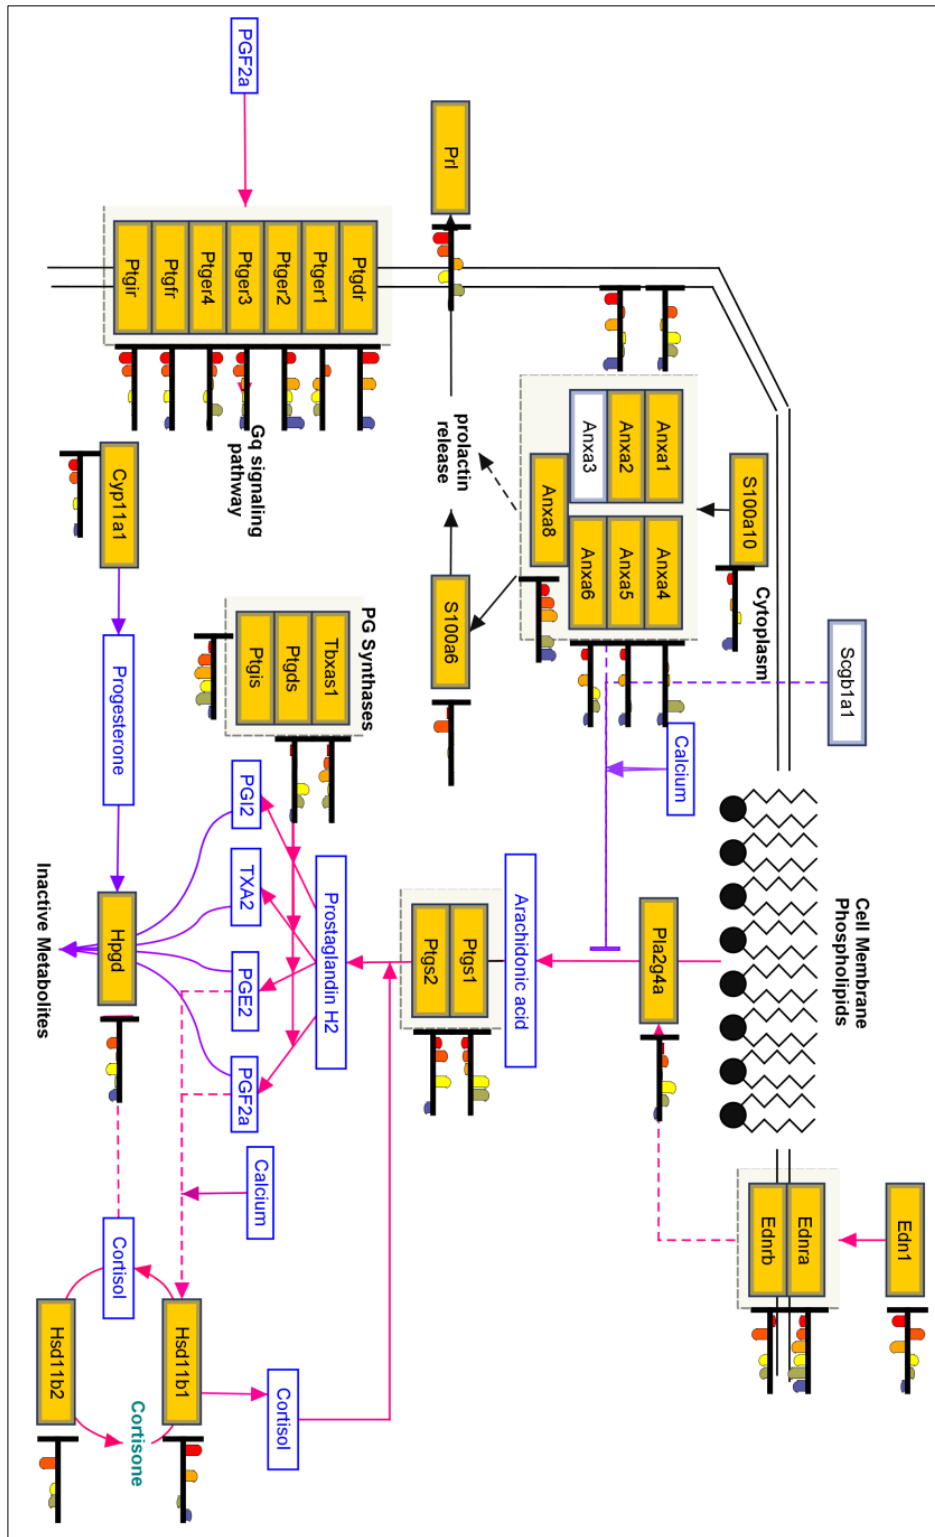 Edn1
Ednra
Ednrb
Cell Membrane
Phospholipids
Scgb1a1
Cytoplasm
S100a10
Calcium
Pla2g4a
Anxa1
Anxa2
Anxa3
Anxa4
Anxa5
Anxa6
Anxa8
Arachidonic acid
Prl
prolactin
release
S100a6
Ptgs1
Ptgs2
Prostaglandin H2
PG Synthases
Tbxas1
Ptgds
Ptgis
PGF2a
Ptgdr
Ptger1
Ptger2
Ptger3
Ptger4
Ptgfr
Ptgir
Gq signaling
pathway
PGI2
TXA2
PGE2
PGF2a
Calcium
Cortisol
Cyp11a1
Progesterone
Hpgd
Inactive Metabolites
Cortisol
Hsd11b1
Cortisone
Hsd11b2